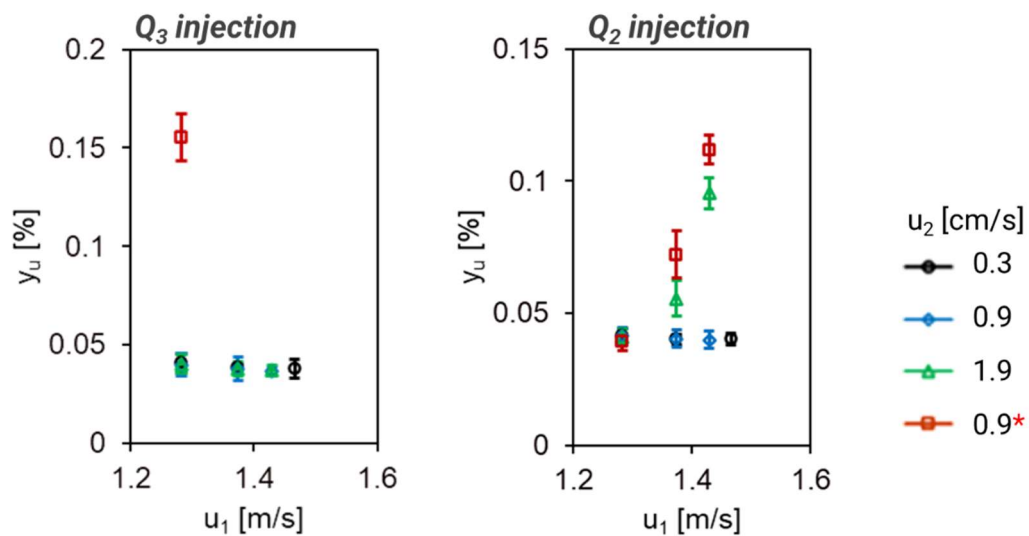 Q₃ injection
0.2
0.15
0.1
0.05
0
yᵤ [%]
1.2 1.4 1.6
u₁ [m/s]
Q₂ injection
0.15
0.1
0.05
0
yᵤ [%]
1.2 1.4 1.6
u₁ [m/s]
u₂ [cm/s]
0.3
0.9
1.9
0.9*